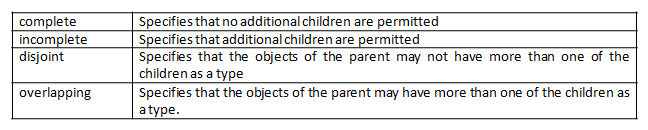 complete Specifies that no additional children are permitted
incomplete Specifies that additional children are permitted
disjoint Specifies that the objects of the parent may not have more than one of the
children as a type
overlapping Specifies that the objects of the parent may have more than one of the children as
a type.